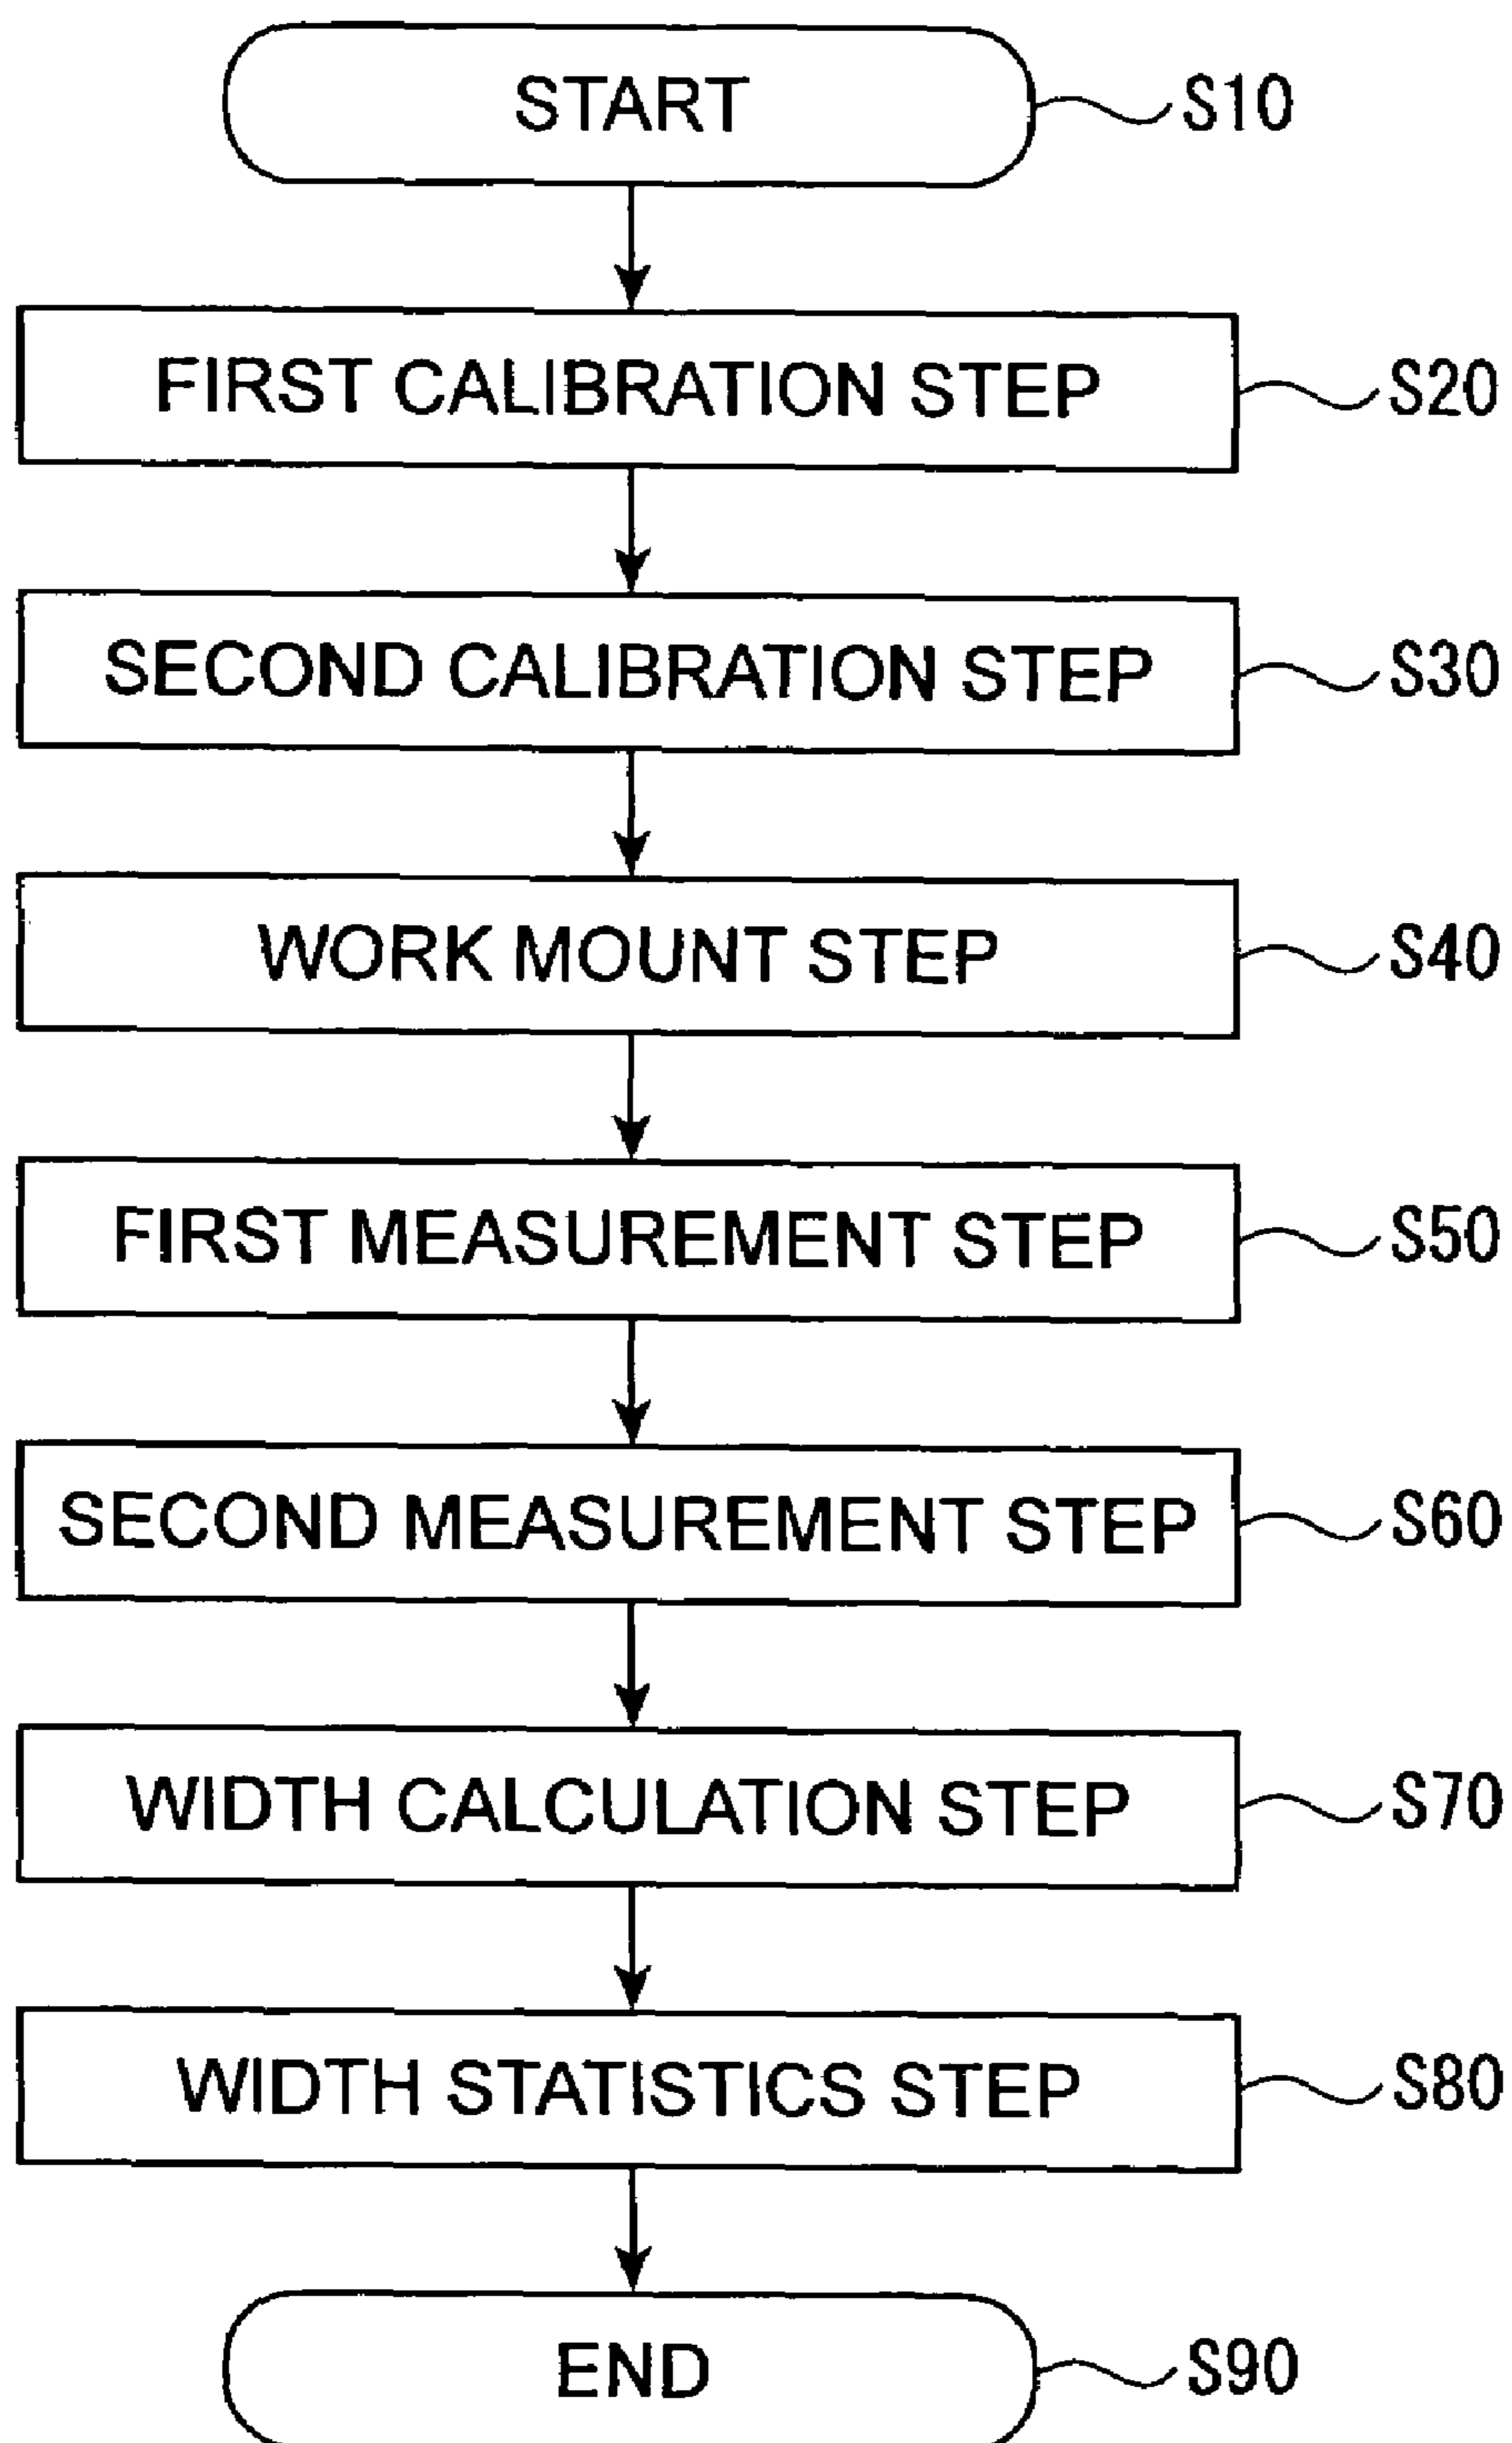 START S10
FIRST CALIBRATION STEP S20
SECOND CALIBRATION STEP S30
WORK MOUNT STEP S40
FIRST MEASUREMENT STEP S50
SECOND MEASUREMENT STEP S60
WIDTH CALCULATION STEP S70
WIDTH STATISTICS STEP S80
END S90